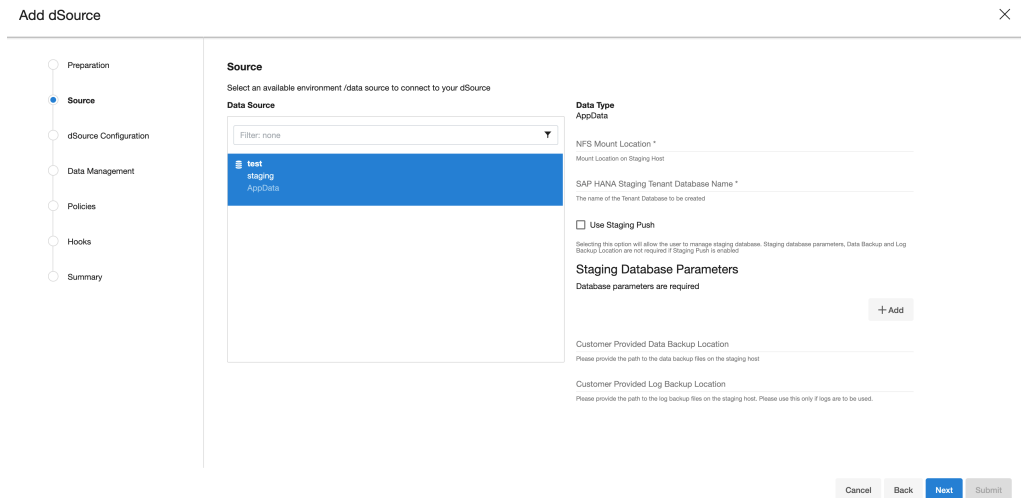 Add dSource
Preparation
Source
dSource Configuration
Data Management
Policies
Hooks
Summary
Source
Select an available environment /data source to connect to your dSource
Data Source
Filter: none
test
staging
AppData
Data Type
AppData
NFS Mount Location *
Mount Location on Staging Host
SAP HANA Staging Tenant Database Name *
The name of the Tenant Database to be created
Use Staging Push
Selecting this option will allow the user to manage staging database. Staging database parameters, Data Backup and Log
Backup Location are not required if Staging Push is enabled
Staging Database Parameters
Database parameters are required
+ Add
Customer Provided Data Backup Location
Please provide the path to the data backup files on the staging host
Customer Provided Log Backup Location
Please provide the path to the log backup files on the staging host. Please use this only if logs are to be used.
Cancel Back Next Submit